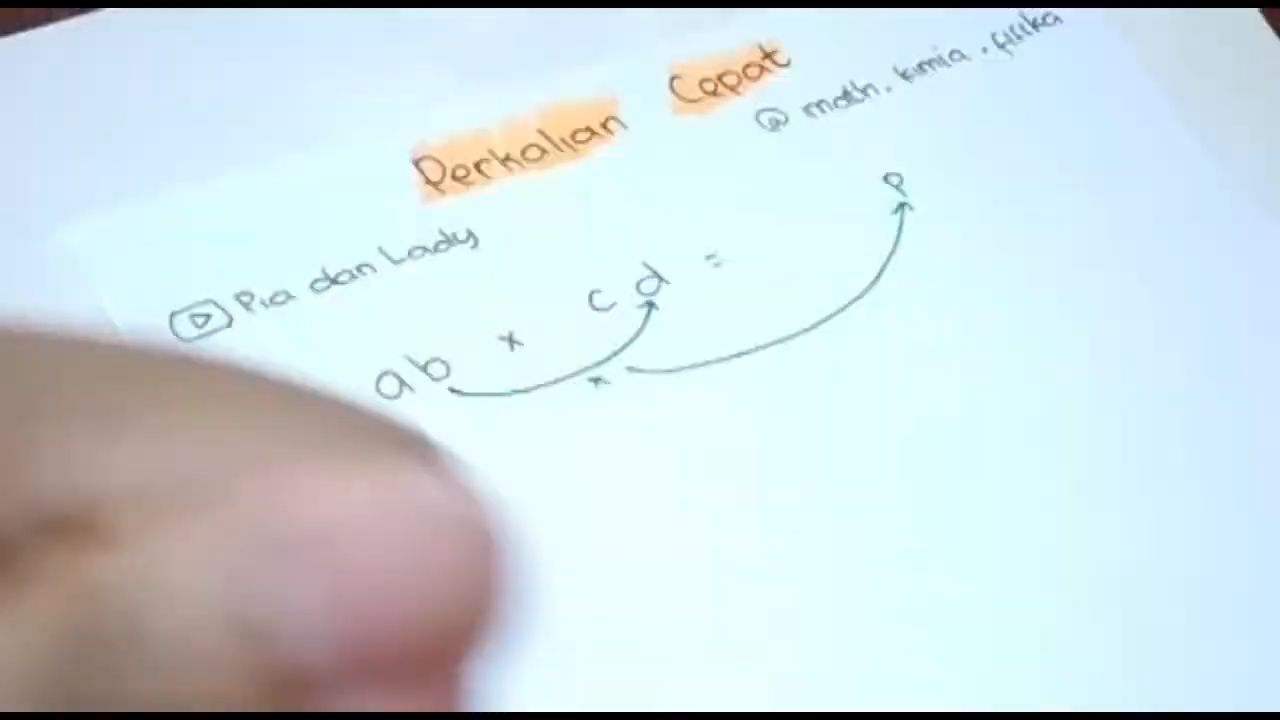 Perkalian Cepat
@ math. kimia. fisika
Pia dan Lady
P
ab x cd =
x